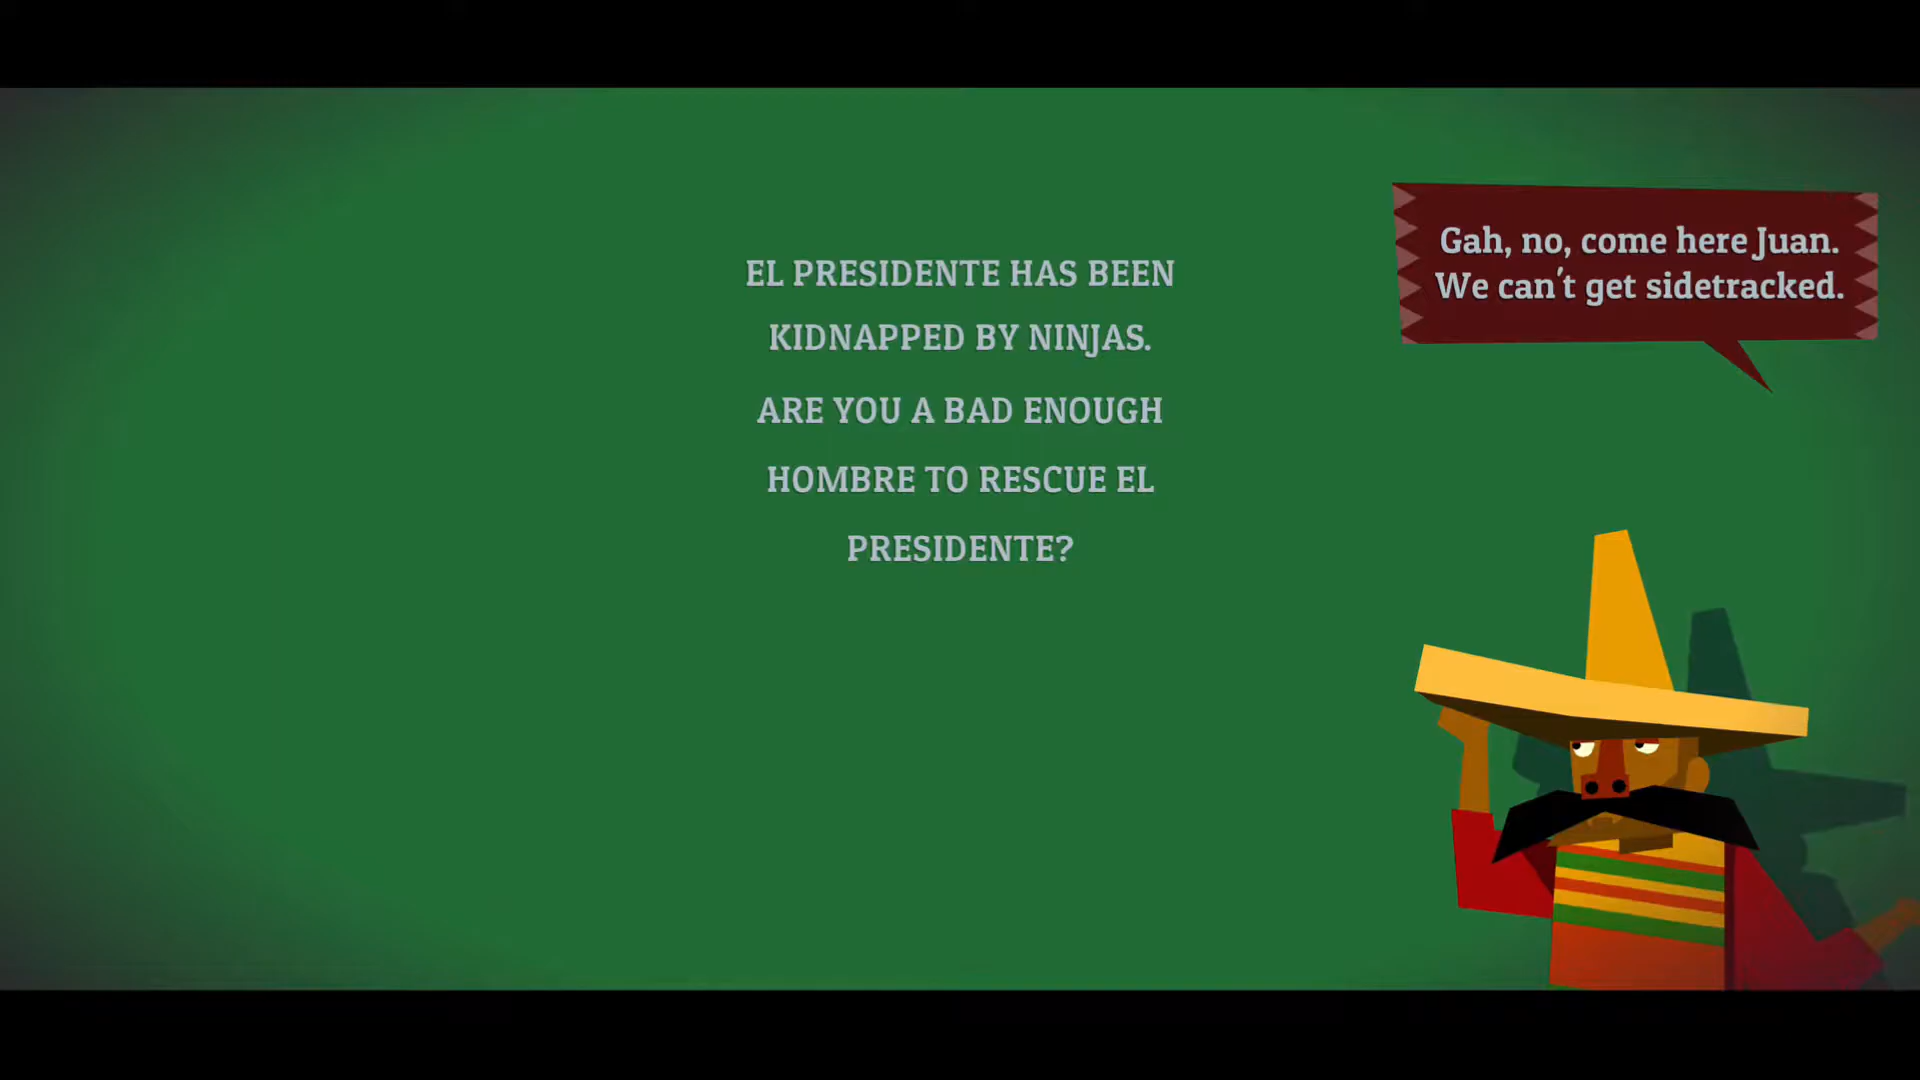 EL PRESIDENTE HAS BEEN
KIDNAPPED BY NINJAS.
ARE YOU A BAD ENOUGH
HOMBRE TO RESCUE EL
PRESIDENTE?
Gah, no, come here Juan.
We can't get sidetracked.